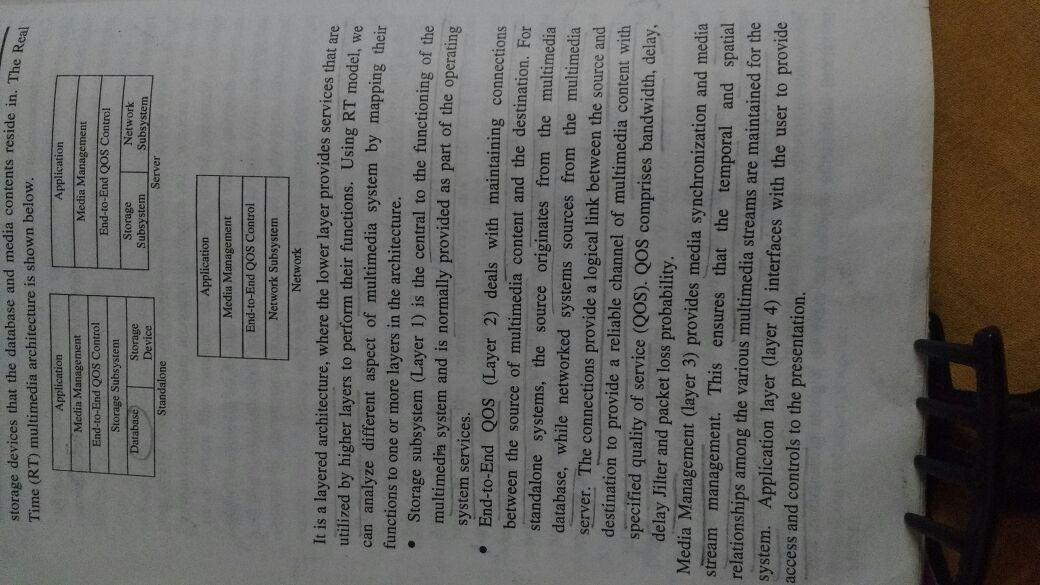 storage devices that the database and media contents reside in. The Real
Time (RT) multimedia architecture is shown below.
Application
Media Management
End-to-End QOS Control
Storage Subsystem
Database
Storage
Device
Standalone
Application
Media Management
End-to-End QOS Control
Storage
Subsystem
Network
Subsystem
Server
Application
Media Management
End-to-End QOS Control
Network Subsystem
Network
It is a layered architecture, where the lower layer provides services that are
utilized by higher layers to perform their functions. Using RT model, we
can analyze different aspect of multimedia system by mapping their
functions to one or more layers in the architecture.
• Storage subsystem (Layer 1) is the central to the functioning of the
multimedia system and is normally provided as part of the operating
system services.
• End-to-End QOS (Layer 2) deals with maintaining connections
between the source of multimedia content and the destination. For
standalone systems, the source originates from the multimedia
database, while networked systems sources from the multimedia
server. The connections provide a logical link between the source and
destination to provide a reliable channel of multimedia content with
specified quality of service (QOS). QOS comprises bandwidth, delay,
delay Jilter and packet loss probability.
Media Management (layer 3) provides media synchronization and media
stream management. This ensures that the temporal and spatial
relationships among the various multimedia streams are maintained for the
system. Application layer (layer 4) interfaces with the user to provide
access and controls to the presentation.